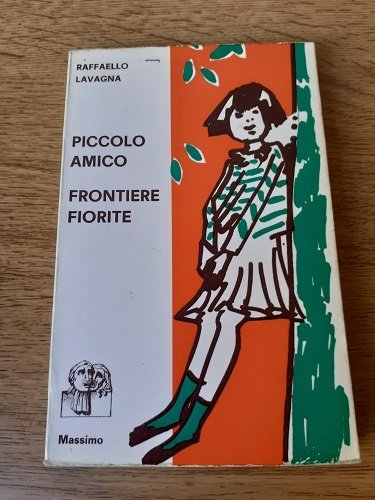 RAFFAELLO
LAVAGNA
PICCOLO
AMICO
FRONTIERE
FIORITE
Massimo